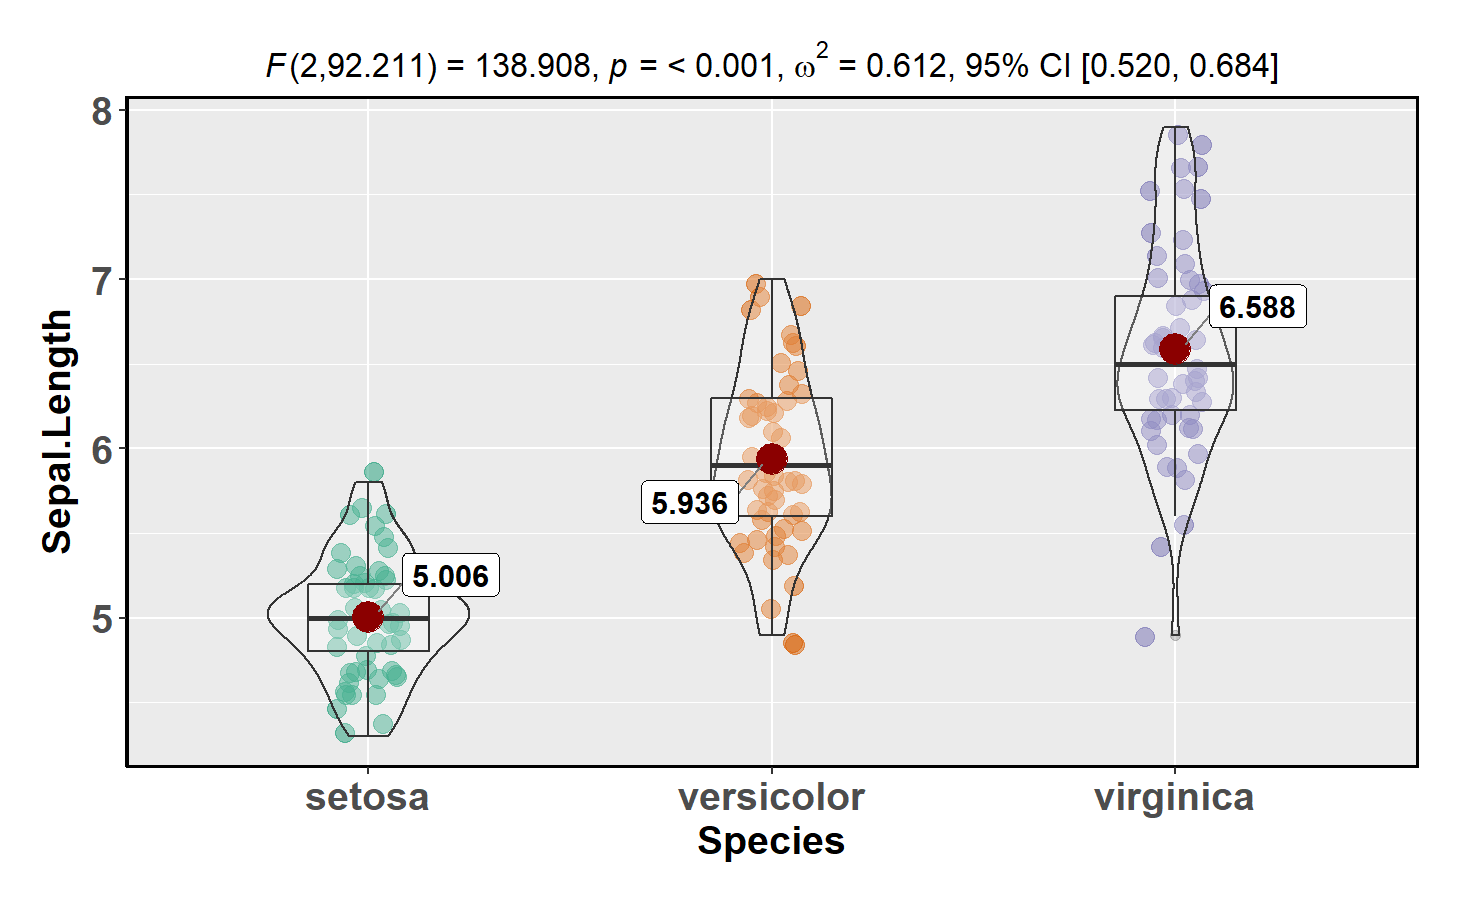 F(2,92.211) = 138.908, p = < 0.001, ω² = 0.612, 95% CI [0.520, 0.684]
8
7
6
5
Sepal.Length
6.588
5.936
5.006
setosa versicolor virginica
Species